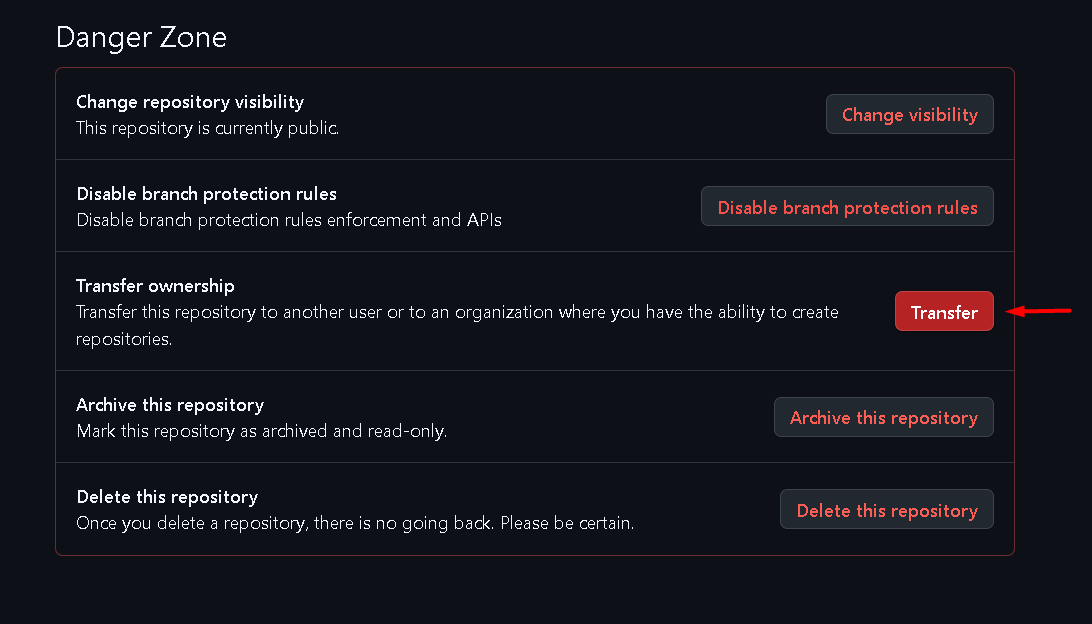 Danger Zone
Change repository visibility
This repository is currently public.
Change visibility
Disable branch protection rules
Disable branch protection rules enforcement and APIs
Disable branch protection rules
Transfer ownership
Transfer this repository to another user or to an organization where you have the ability to create
repositories.
Transfer
Archive this repository
Mark this repository as archived and read-only.
Archive this repository
Delete this repository
Once you delete a repository, there is no going back. Please be certain.
Delete this repository